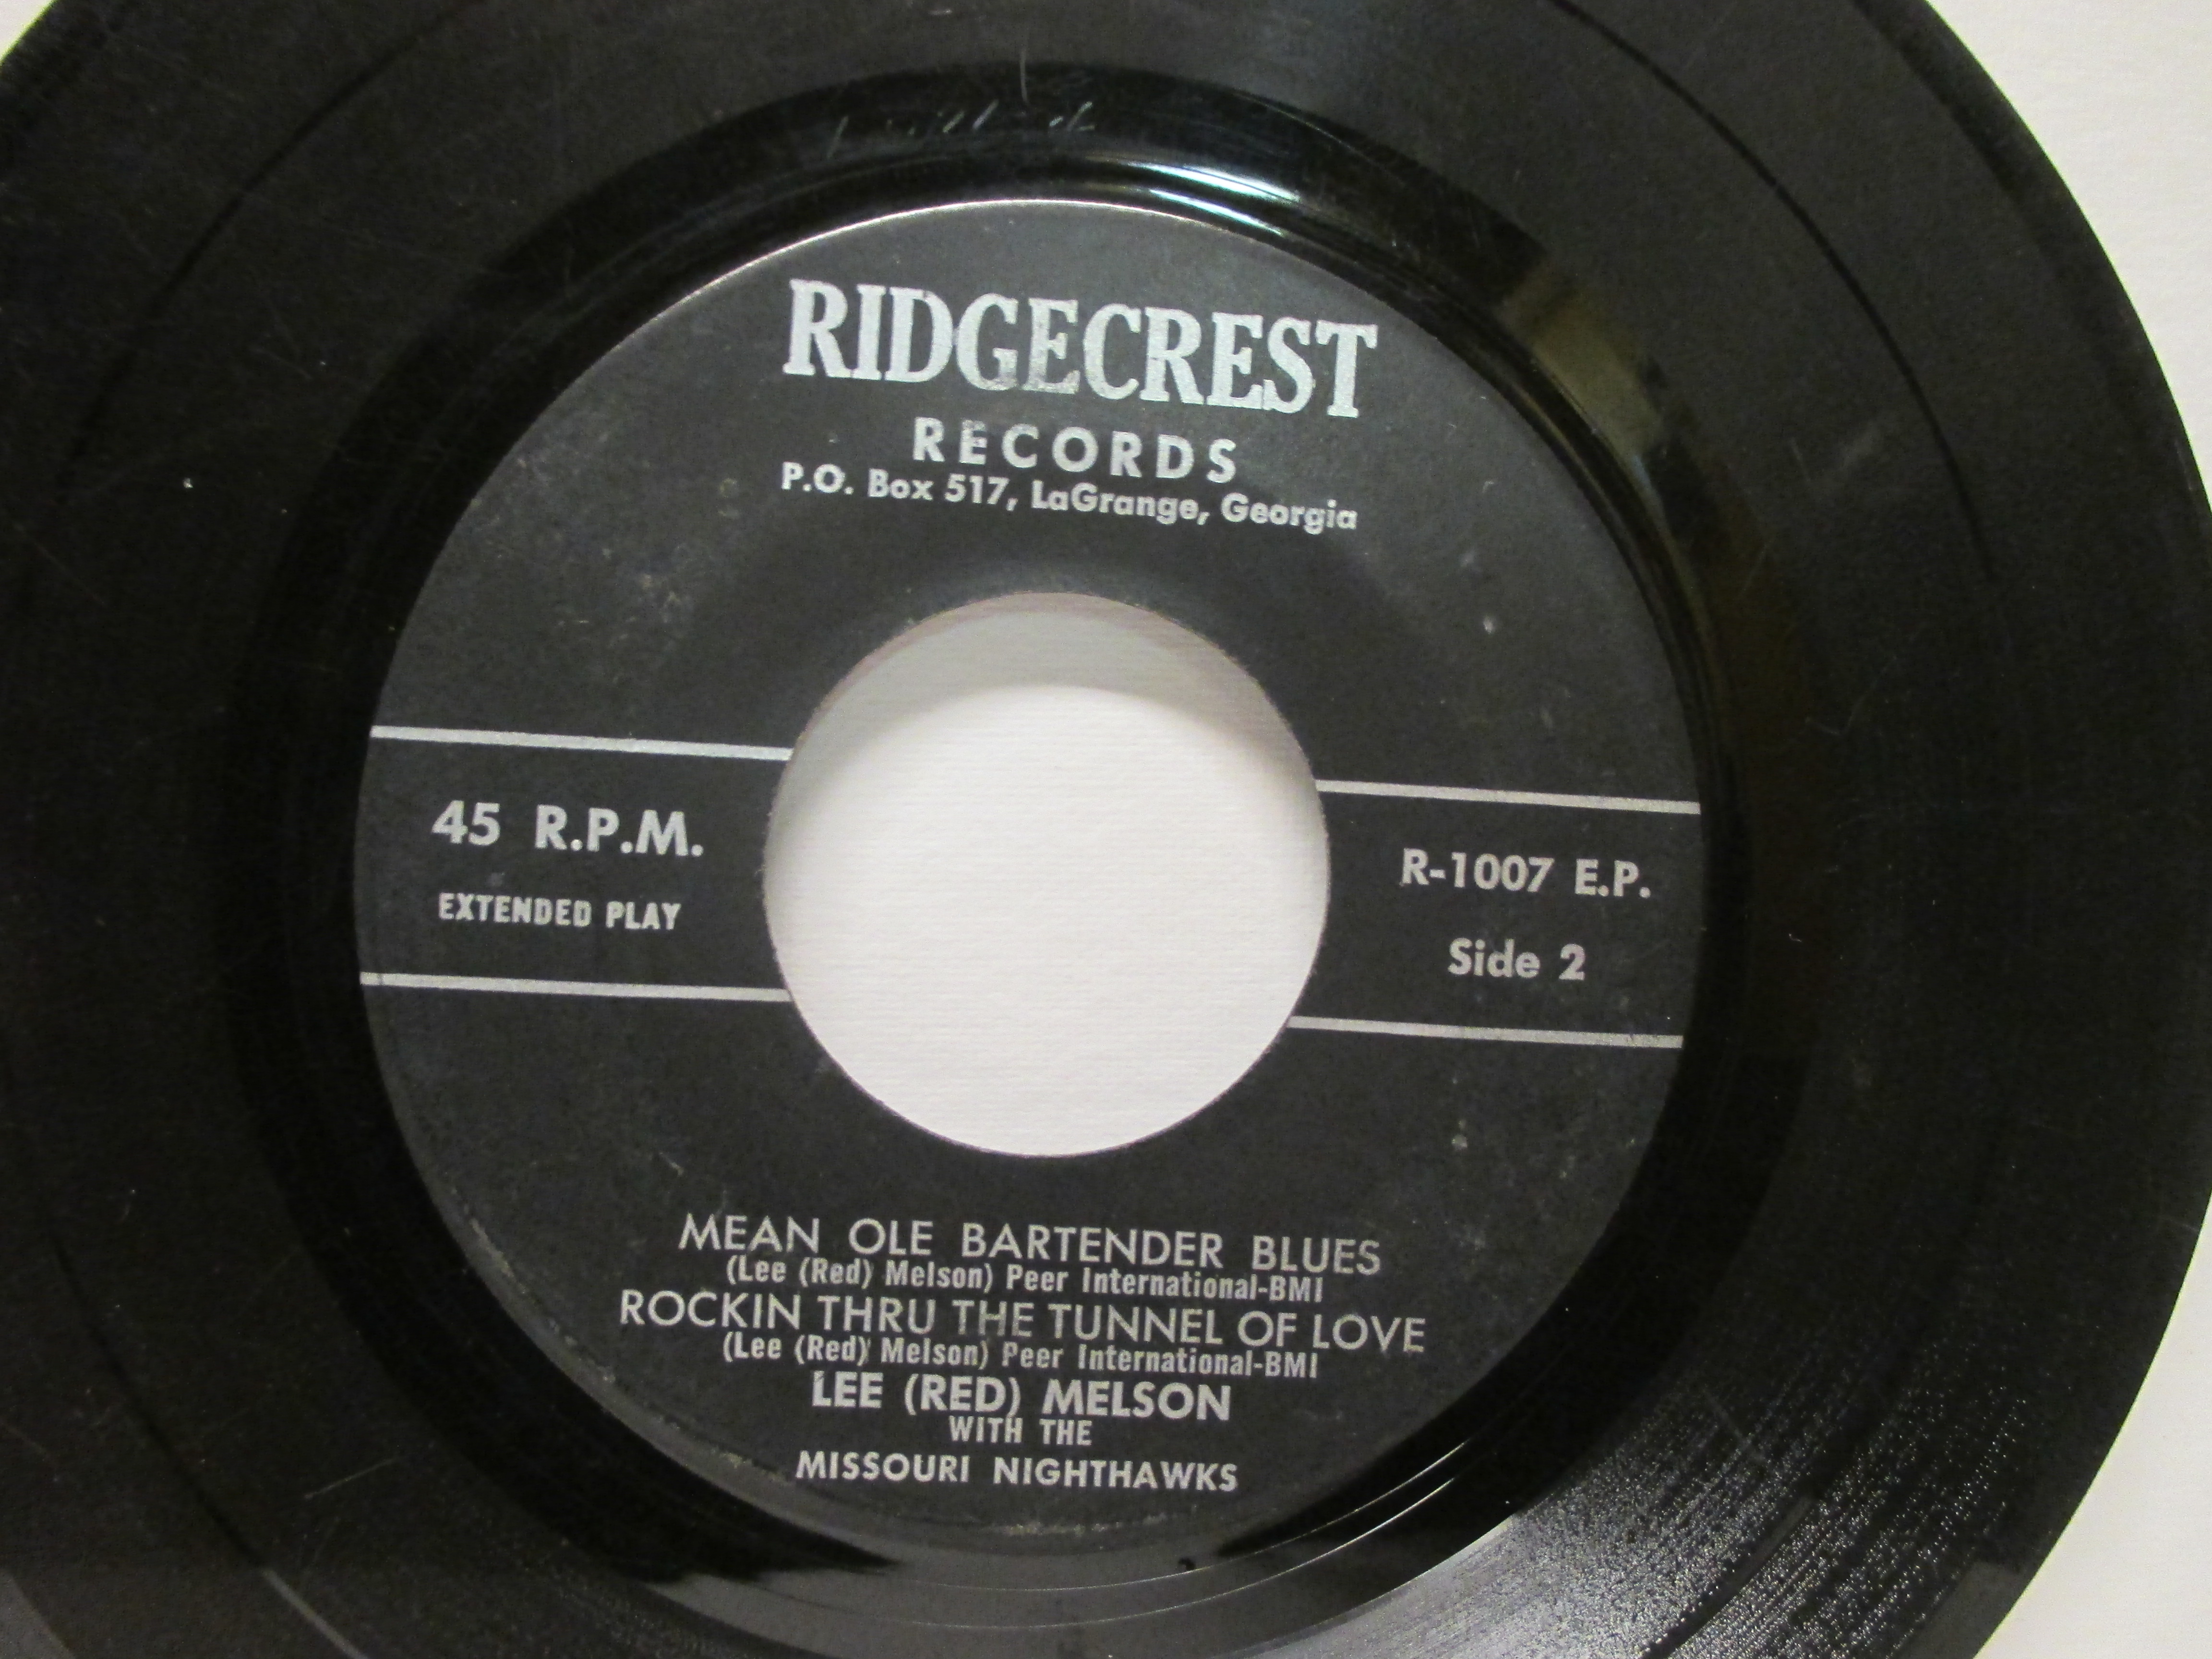 RIDGECREST
RECORDS
P.O. Box 517, LaGrange, Georgia
45 R.P.M.
EXTENDED PLAY
R-1007 E.P.
Side 2
MEAN OLE BARTENDER BLUES
(Lee (Red) Melson) Peer International-BMI
ROCKIN THRU THE TUNNEL OF LOVE
(Lee (Red) Melson) Peer International-BMI
LEE (RED) MELSON
WITH THE
MISSOURI NIGHTHAWKS